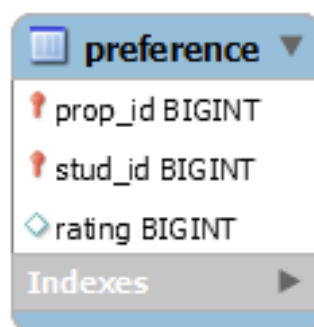 preference
prop_id BIGINT
stud_id BIGINT
rating BIGINT
Indexes